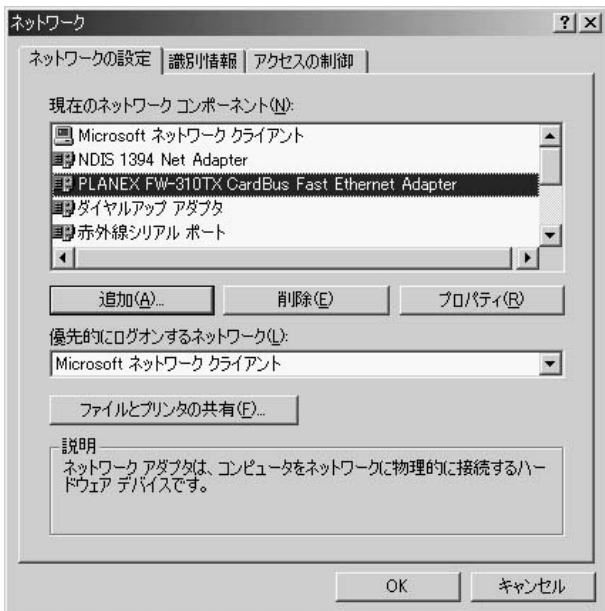 ネットワーク
ネットワークの設定 識別情報 アクセスの制御
現在のネットワーク コンポーネント(N):
Microsoft ネットワーク クライアント
NDIS 1394 Net Adapter
PLANEX FW-310TX CardBus Fast Ethernet Adapter
ダイヤルアップ アダプタ
赤外線シリアル ポート
追加(A)... 削除(E) プロパティ(R)
優先的にログオンするネットワーク(L):
Microsoft ネットワーク クライアント
ファイルとプリンタの共有(F)...
説明
ネットワーク アダプタは、コンピュータをネットワークに物理的に接続するハー
ドウェア デバイスです。
OK キャンセル